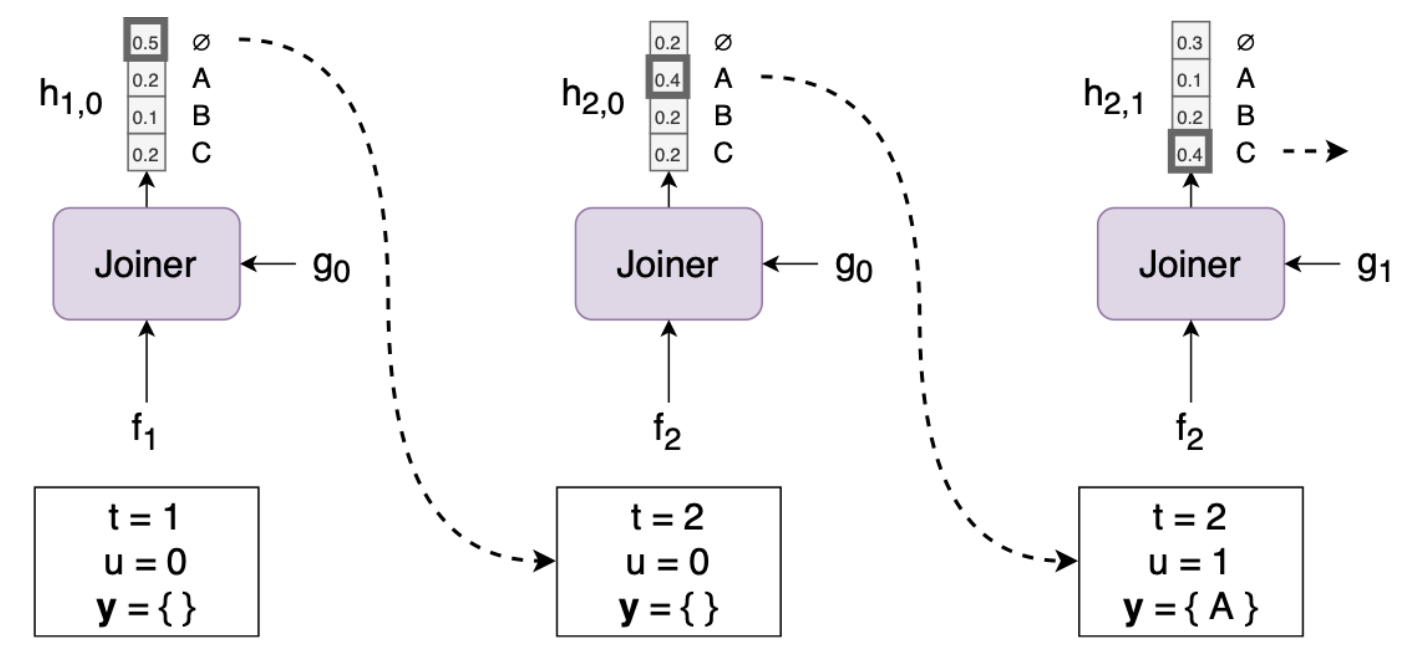 h1,0
0.5 ∅
0.2 A
0.1 B
0.2 C
Joiner
g0
f1
t = 1
u = 0
y = { }
h2,0
0.2 ∅
0.4 A
0.2 B
0.2 C
Joiner
g0
f2
t = 2
u = 0
y = { }
h2,1
0.3 ∅
0.1 A
0.2 B
0.4 C
Joiner
g1
f2
t = 2
u = 1
y = { A }